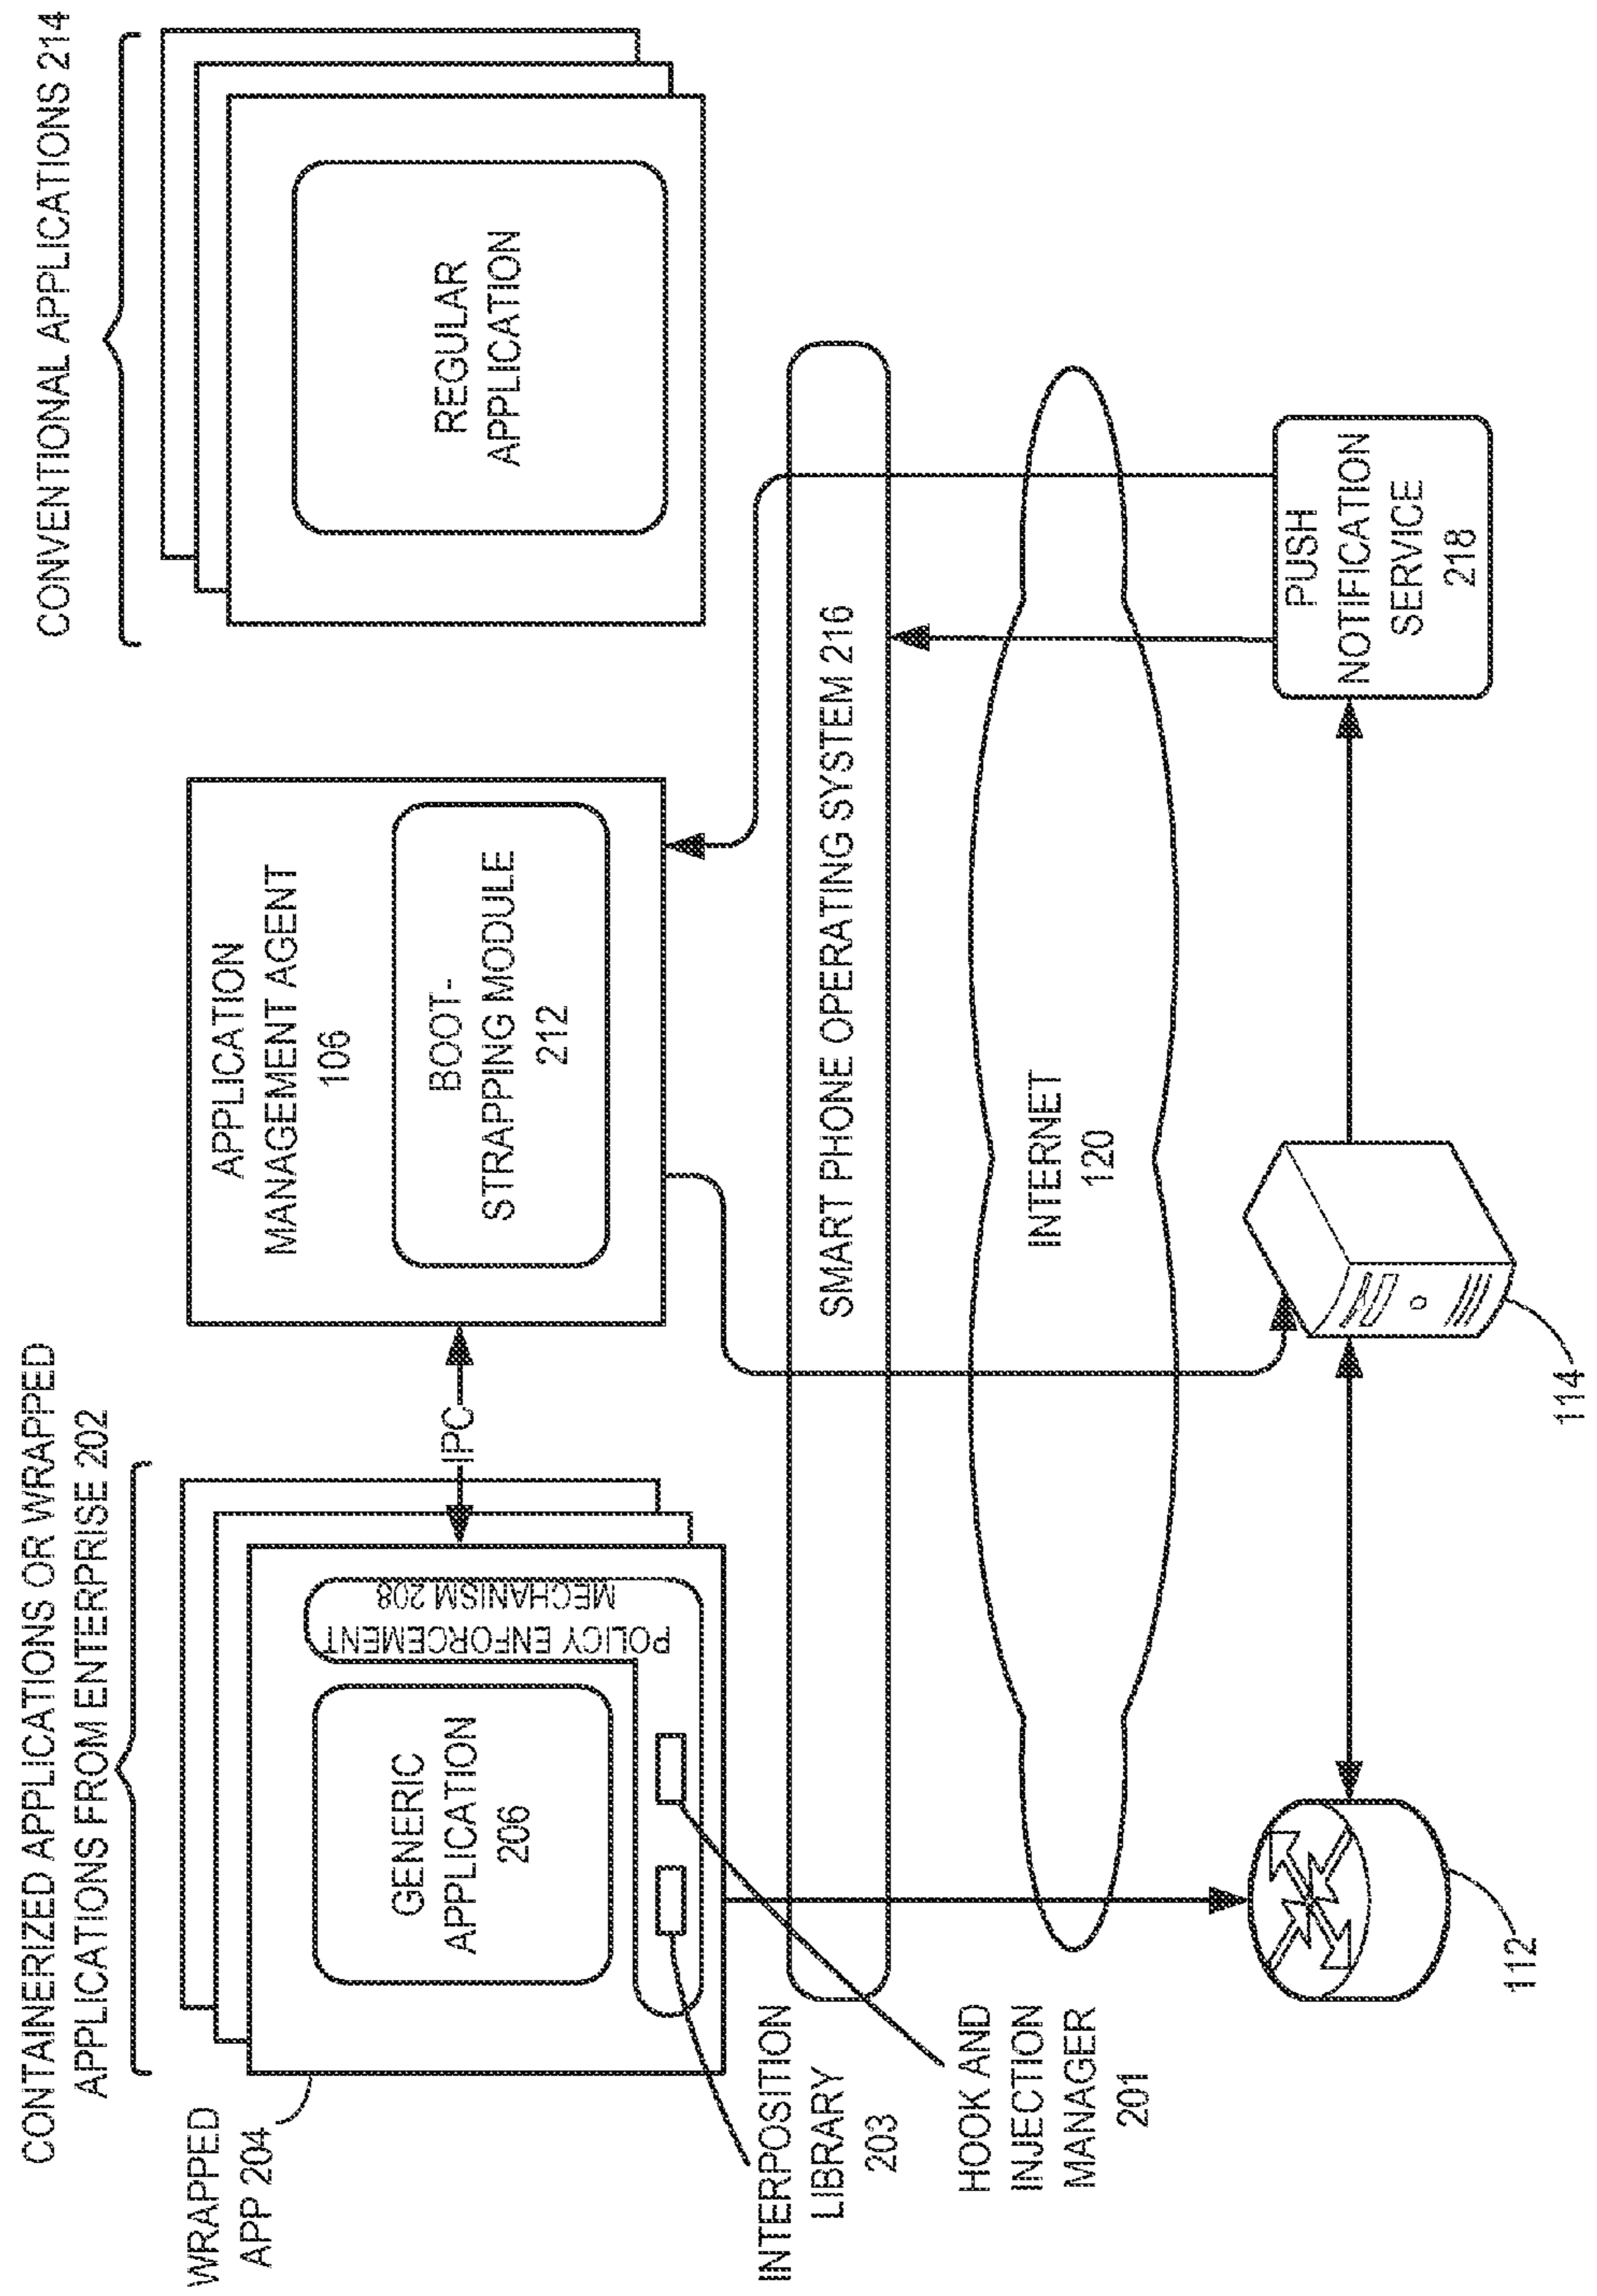 CONTAINERIZED APPLICATIONS OR WRAPPED
APPLICATIONS FROM ENTERPRISE 202
CONVENTIONAL APPLICATIONS 214
WRAPPED
APP 204
GENERIC
APPLICATION
206
POLICY ENFORCEMENT
MECHANISM 208
IPC
APPLICATION
MANAGEMENT AGENT
106
BOOT-
STRAPPING MODULE
212
REGULAR
APPLICATION
INTERPOSITION
LIBRARY
203
HOOK AND
INJECTION
MANAGER
201
SMART PHONE OPERATING SYSTEM 216
INTERNET
120
PUSH
NOTIFICATION
SERVICE
218
112
114